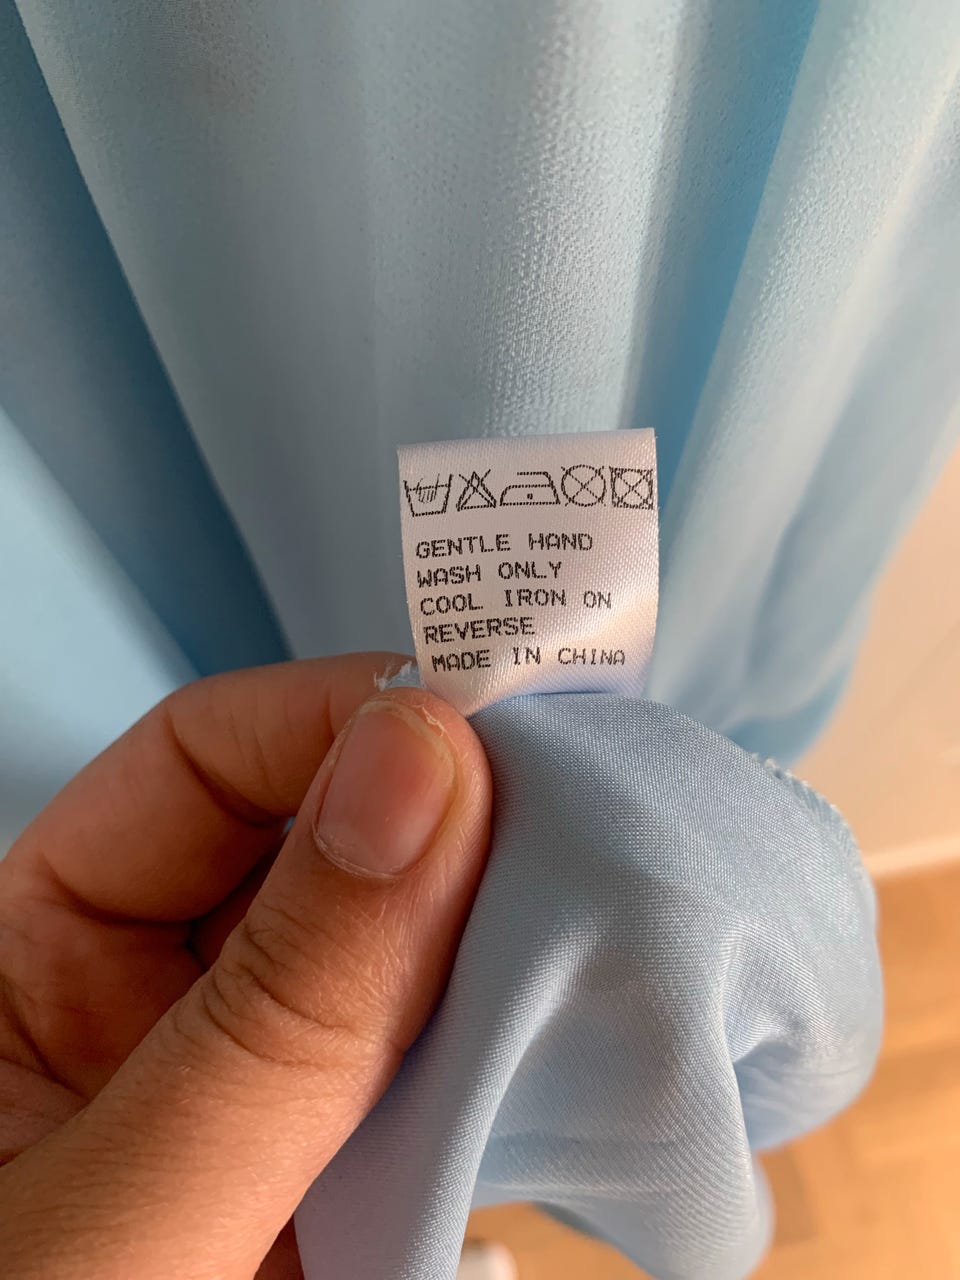 GENTLE HAND
WASH ONLY
COOL IRON ON
REVERSE
MADE IN CHINA